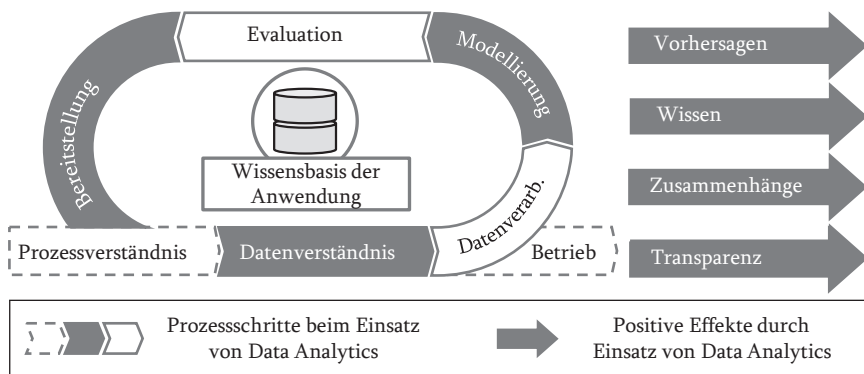 Evaluation
Modellierung
Bereitstellung
Wissensbasis der
Anwendung
Datenverarb.
Prozessverständnis
Datenverständnis
Betrieb
Vorhersagen
Wissen
Zusammenhänge
Transparenz
Prozessschritte beim Einsatz
von Data Analytics
Positive Effekte durch
Einsatz von Data Analytics